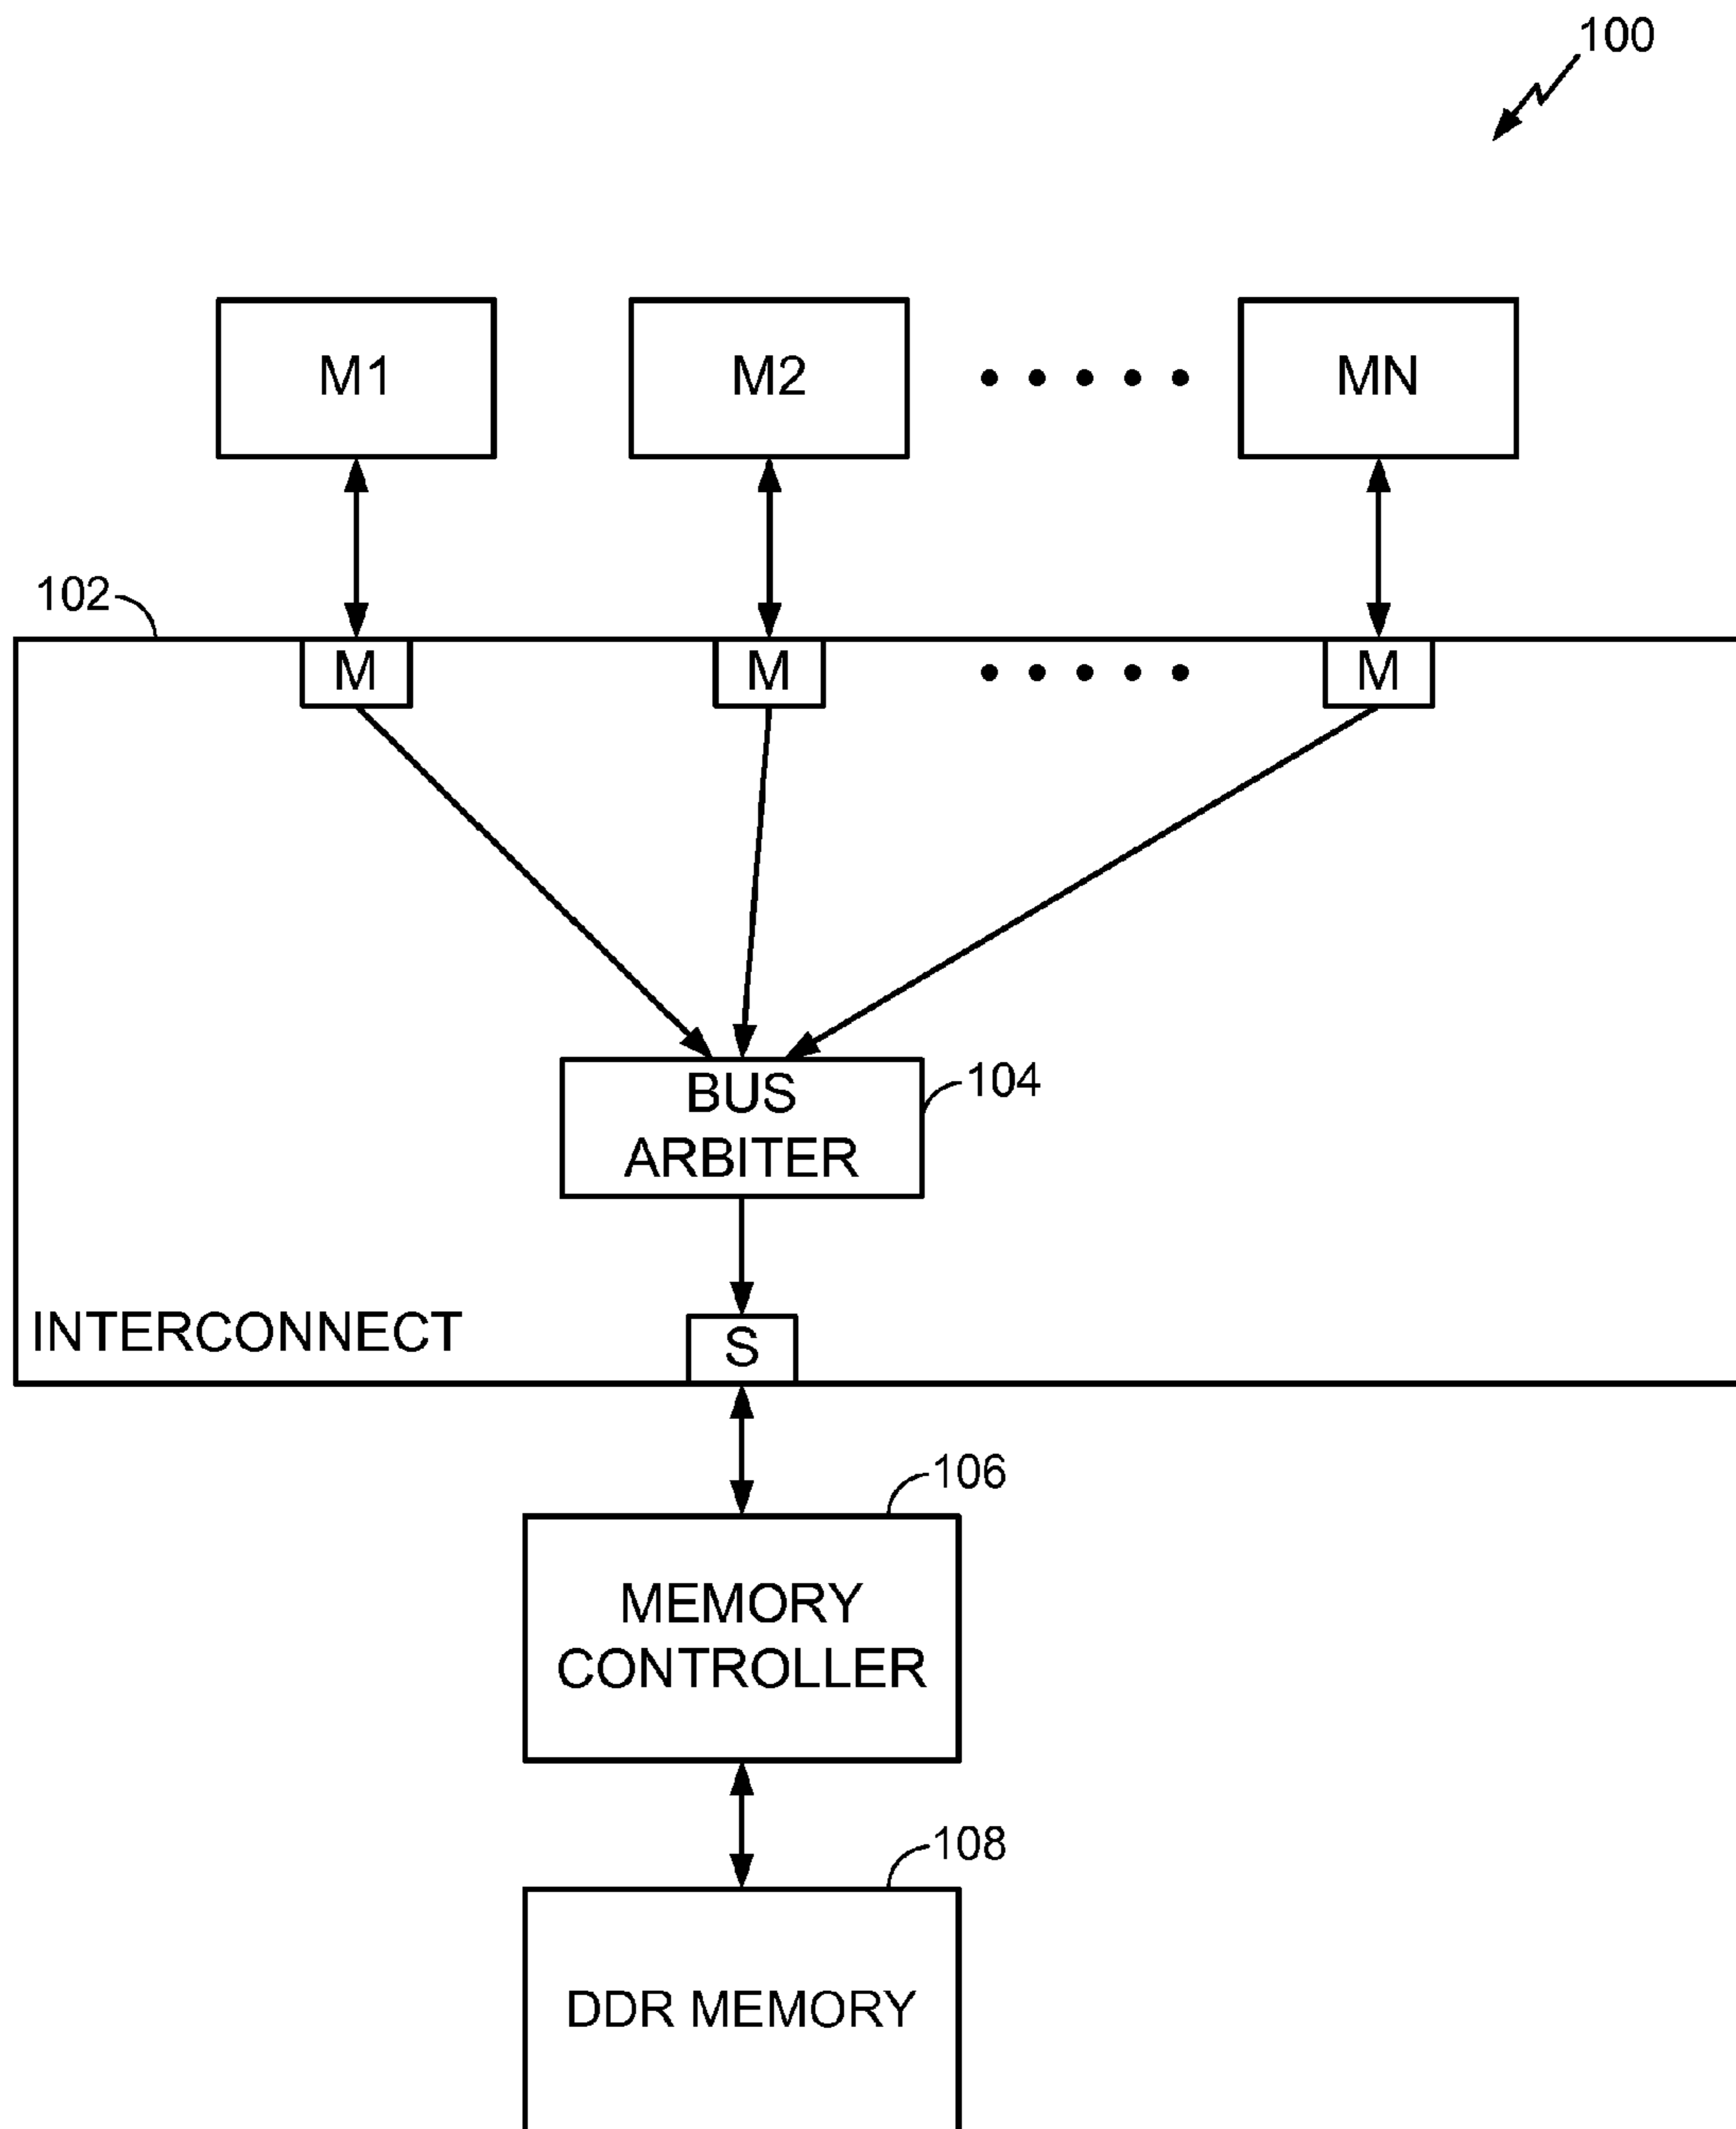 100
M1
M2
MN
102
M
M
M
BUS
ARBITER
104
INTERCONNECT
S
106
MEMORY
CONTROLLER
108
DDR MEMORY